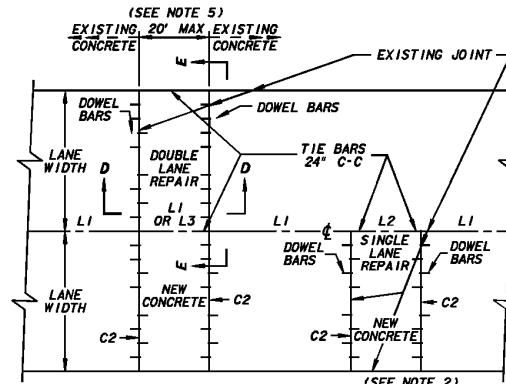 (SEE NOTE 5)
EXISTING 20' MAX EXISTING
CONCRETE CONCRETE
E
EXISTING JOINT
DOWEL
BARS
DOWEL BARS
LANE
WIDTH
DOUBLE
LANE
REPAIR
TIE BARS
24" C-C
D
D
L1
L1
OR L3
L1
℄
L2
L1
E
DOWEL
BARS
SINGLE
LANE
REPAIR
DOWEL
BARS
LANE
WIDTH
NEW
CONCRETE
C2
C2
C2
C2
NEW
CONCRETE
(SEE NOTE 2)